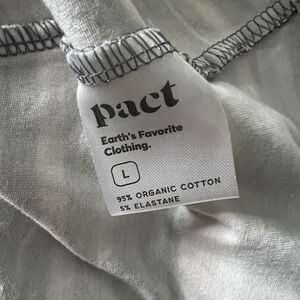 pact
Earth's Favorite
Clothing.
L
95% ORGANIC COTTON
5% ELASTANE